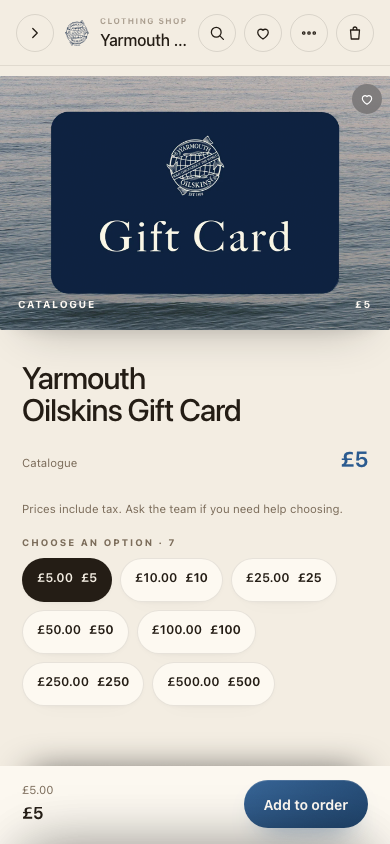 CLOTHING SHOP
Yarmouth ...
YARMOUTH
OILSKINS
Gift Card
CATALOGUE
£5
Yarmouth
Oilskins Gift Card
Catalogue
£5
Prices include tax. Ask the team if you need help choosing.
CHOOSE AN OPTION · 7
£5.00 £5
£10.00 £10
£25.00 £25
£50.00 £50
£100.00 £100
£250.00 £250
£500.00 £500
£5.00
£5
Add to order